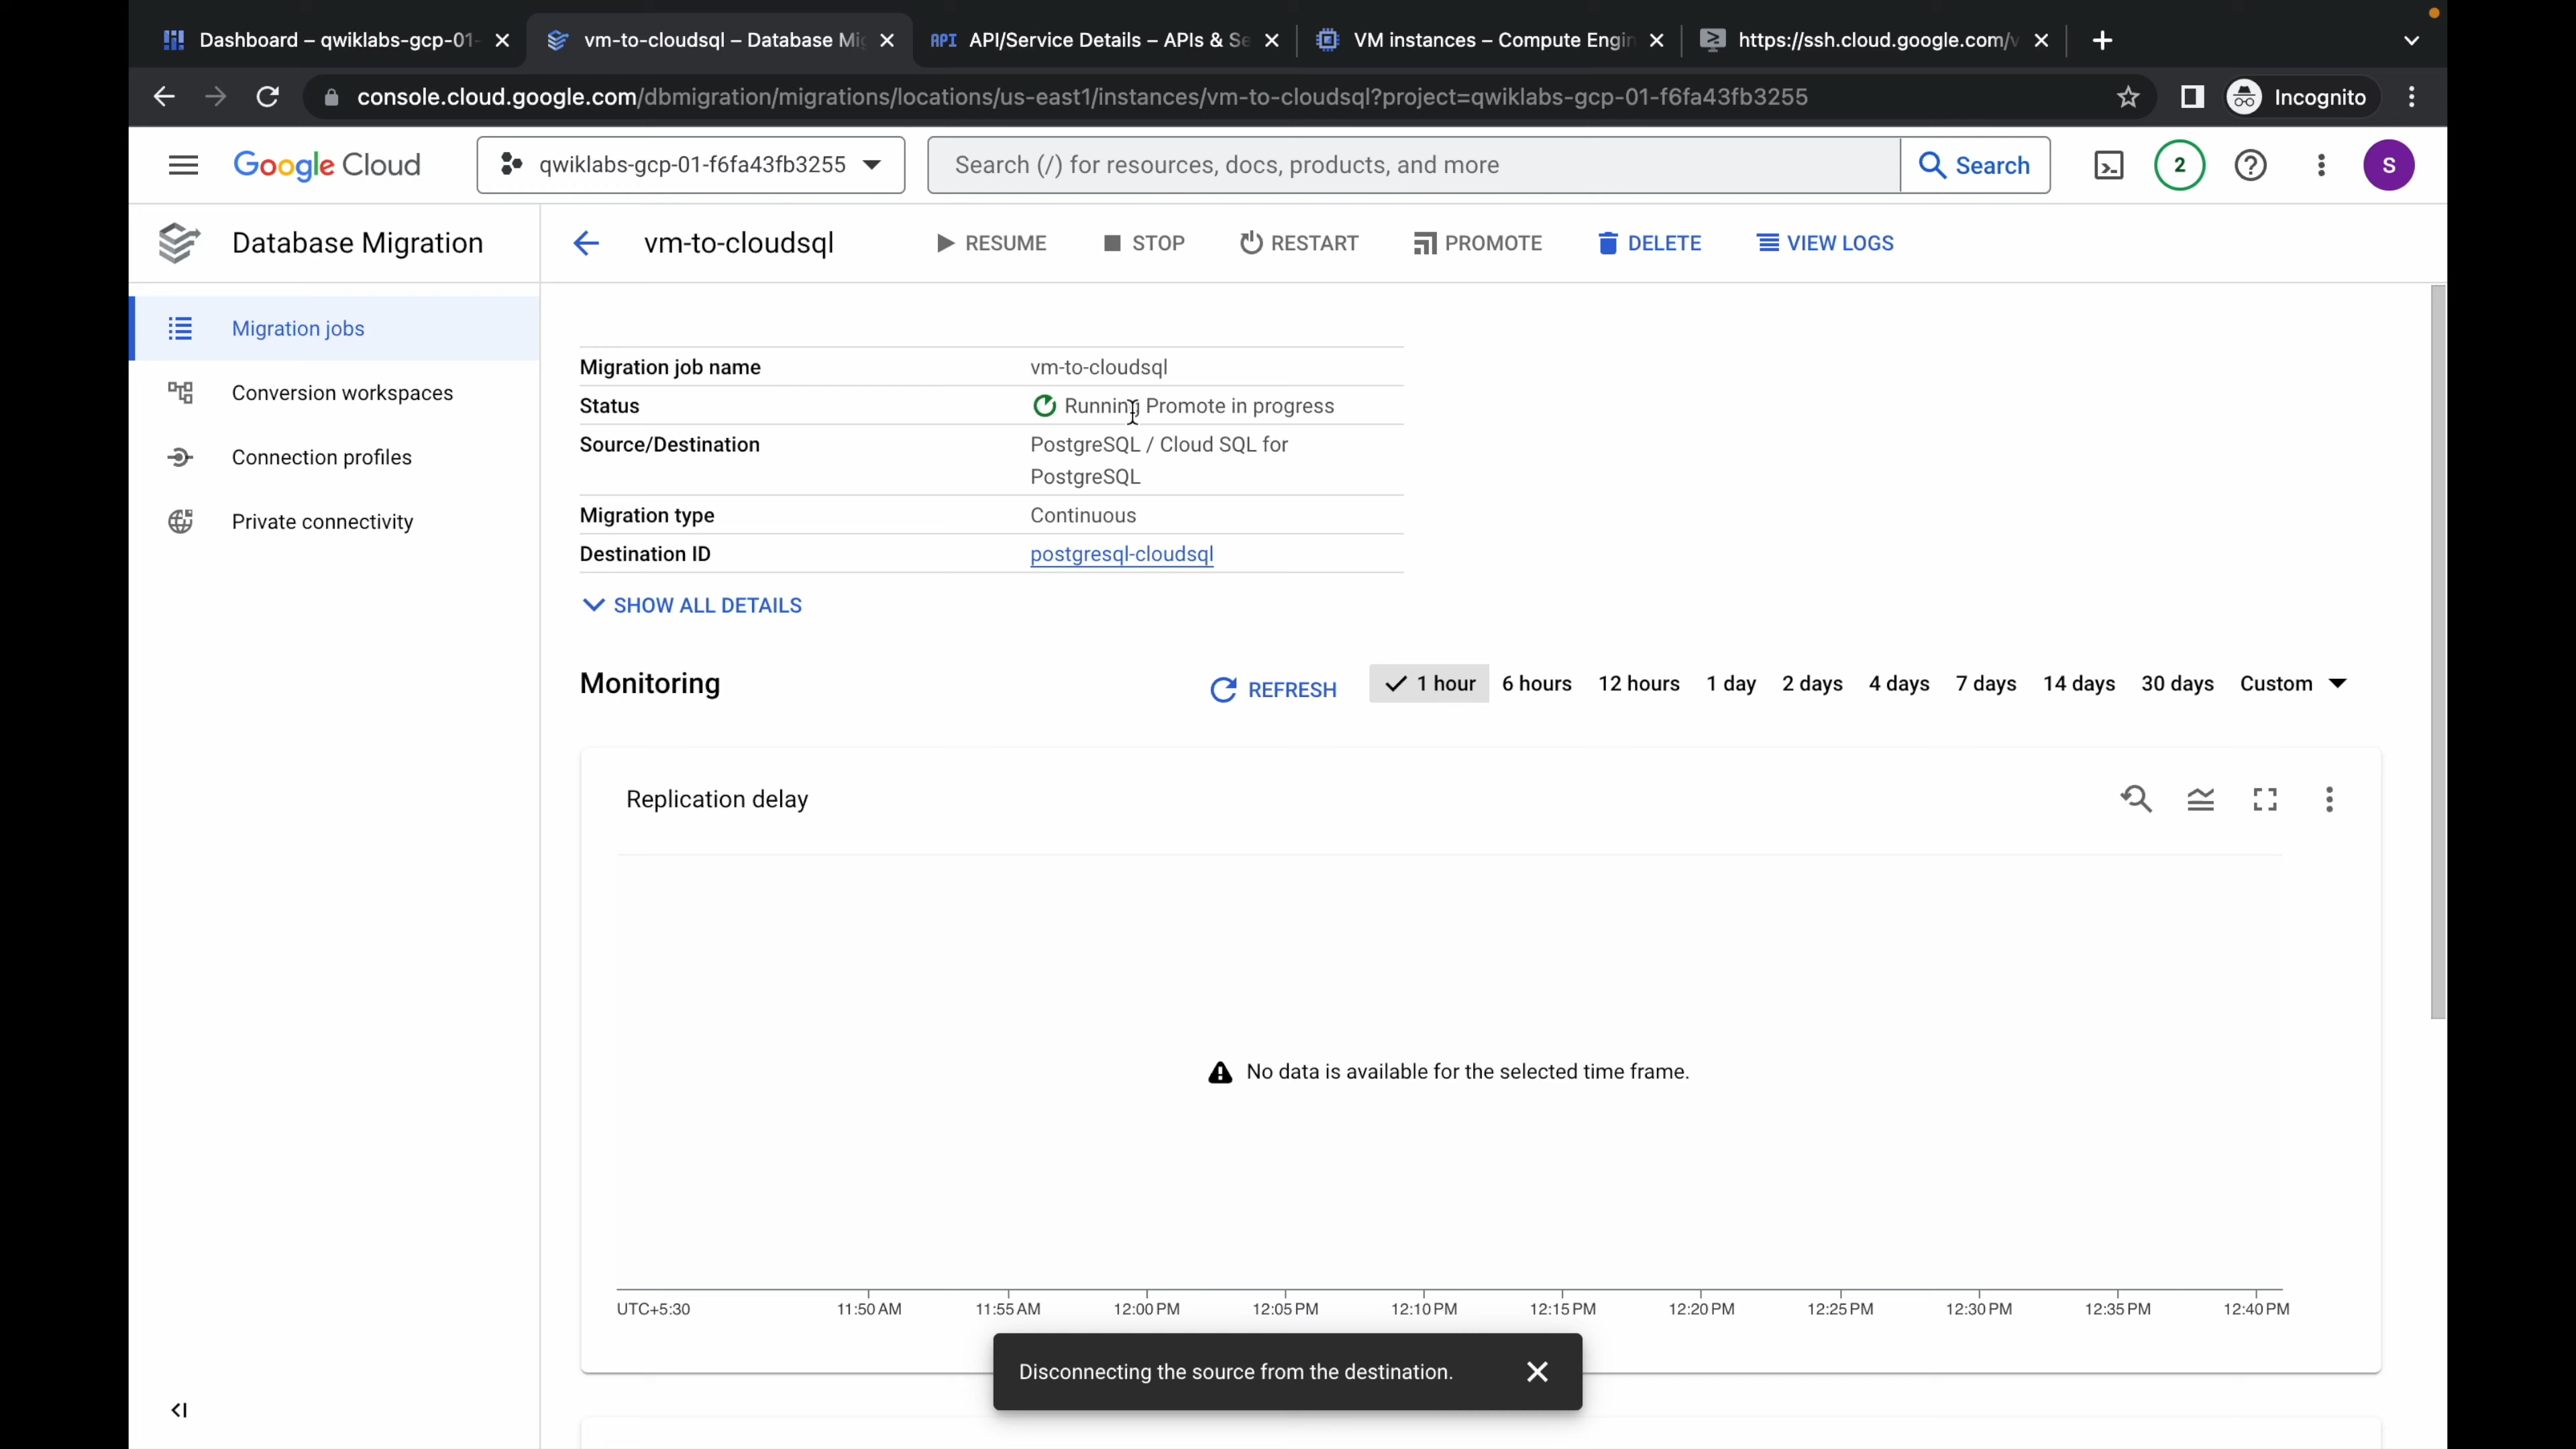 Dashboard – qwiklabs-gcp-01-
vm-to-cloudsql – Database Mig
API API/Service Details – APIs & Se
VM instances – Compute Engin
https://ssh.cloud.google.com/v
console.cloud.google.com/dbmigration/migrations/locations/us-east1/instances/vm-to-cloudsql?project=qwiklabs-gcp-01-f6fa43fb3255
Incognito
Google Cloud
qwiklabs-gcp-01-f6fa43fb3255
Search (/) for resources, docs, products, and more
Search
2
S
Database Migration
vm-to-cloudsql
RESUME
STOP
RESTART
PROMOTE
DELETE
VIEW LOGS
Migration jobs
Conversion workspaces
Connection profiles
Private connectivity
Migration job name vm-to-cloudsql
Status Running Promote in progress
Source/Destination PostgreSQL / Cloud SQL for
PostgreSQL
Migration type Continuous
Destination ID postgresql-cloudsql
SHOW ALL DETAILS
Monitoring
REFRESH
1 hour 6 hours 12 hours 1 day 2 days 4 days 7 days 14 days 30 days Custom
Replication delay
No data is available for the selected time frame.
UTC+5:30 11:50 AM 11:55 AM 12:00 PM 12:05 PM 12:10 PM 12:15 PM 12:20 PM 12:25 PM 12:30 PM 12:35 PM 12:40 PM
Disconnecting the source from the destination.